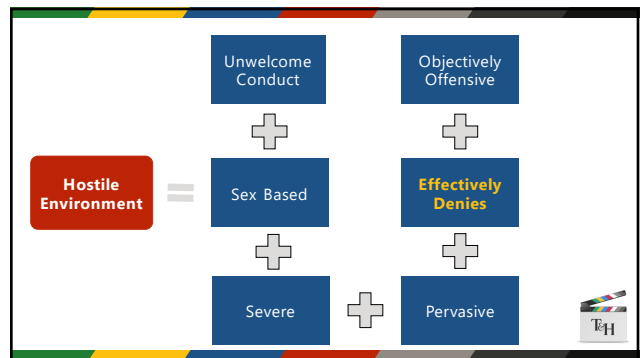 Unwelcome
Conduct
Objectively
Offensive
Hostile
Environment
Sex Based
Effectively
Denies
Severe
Pervasive
T&H